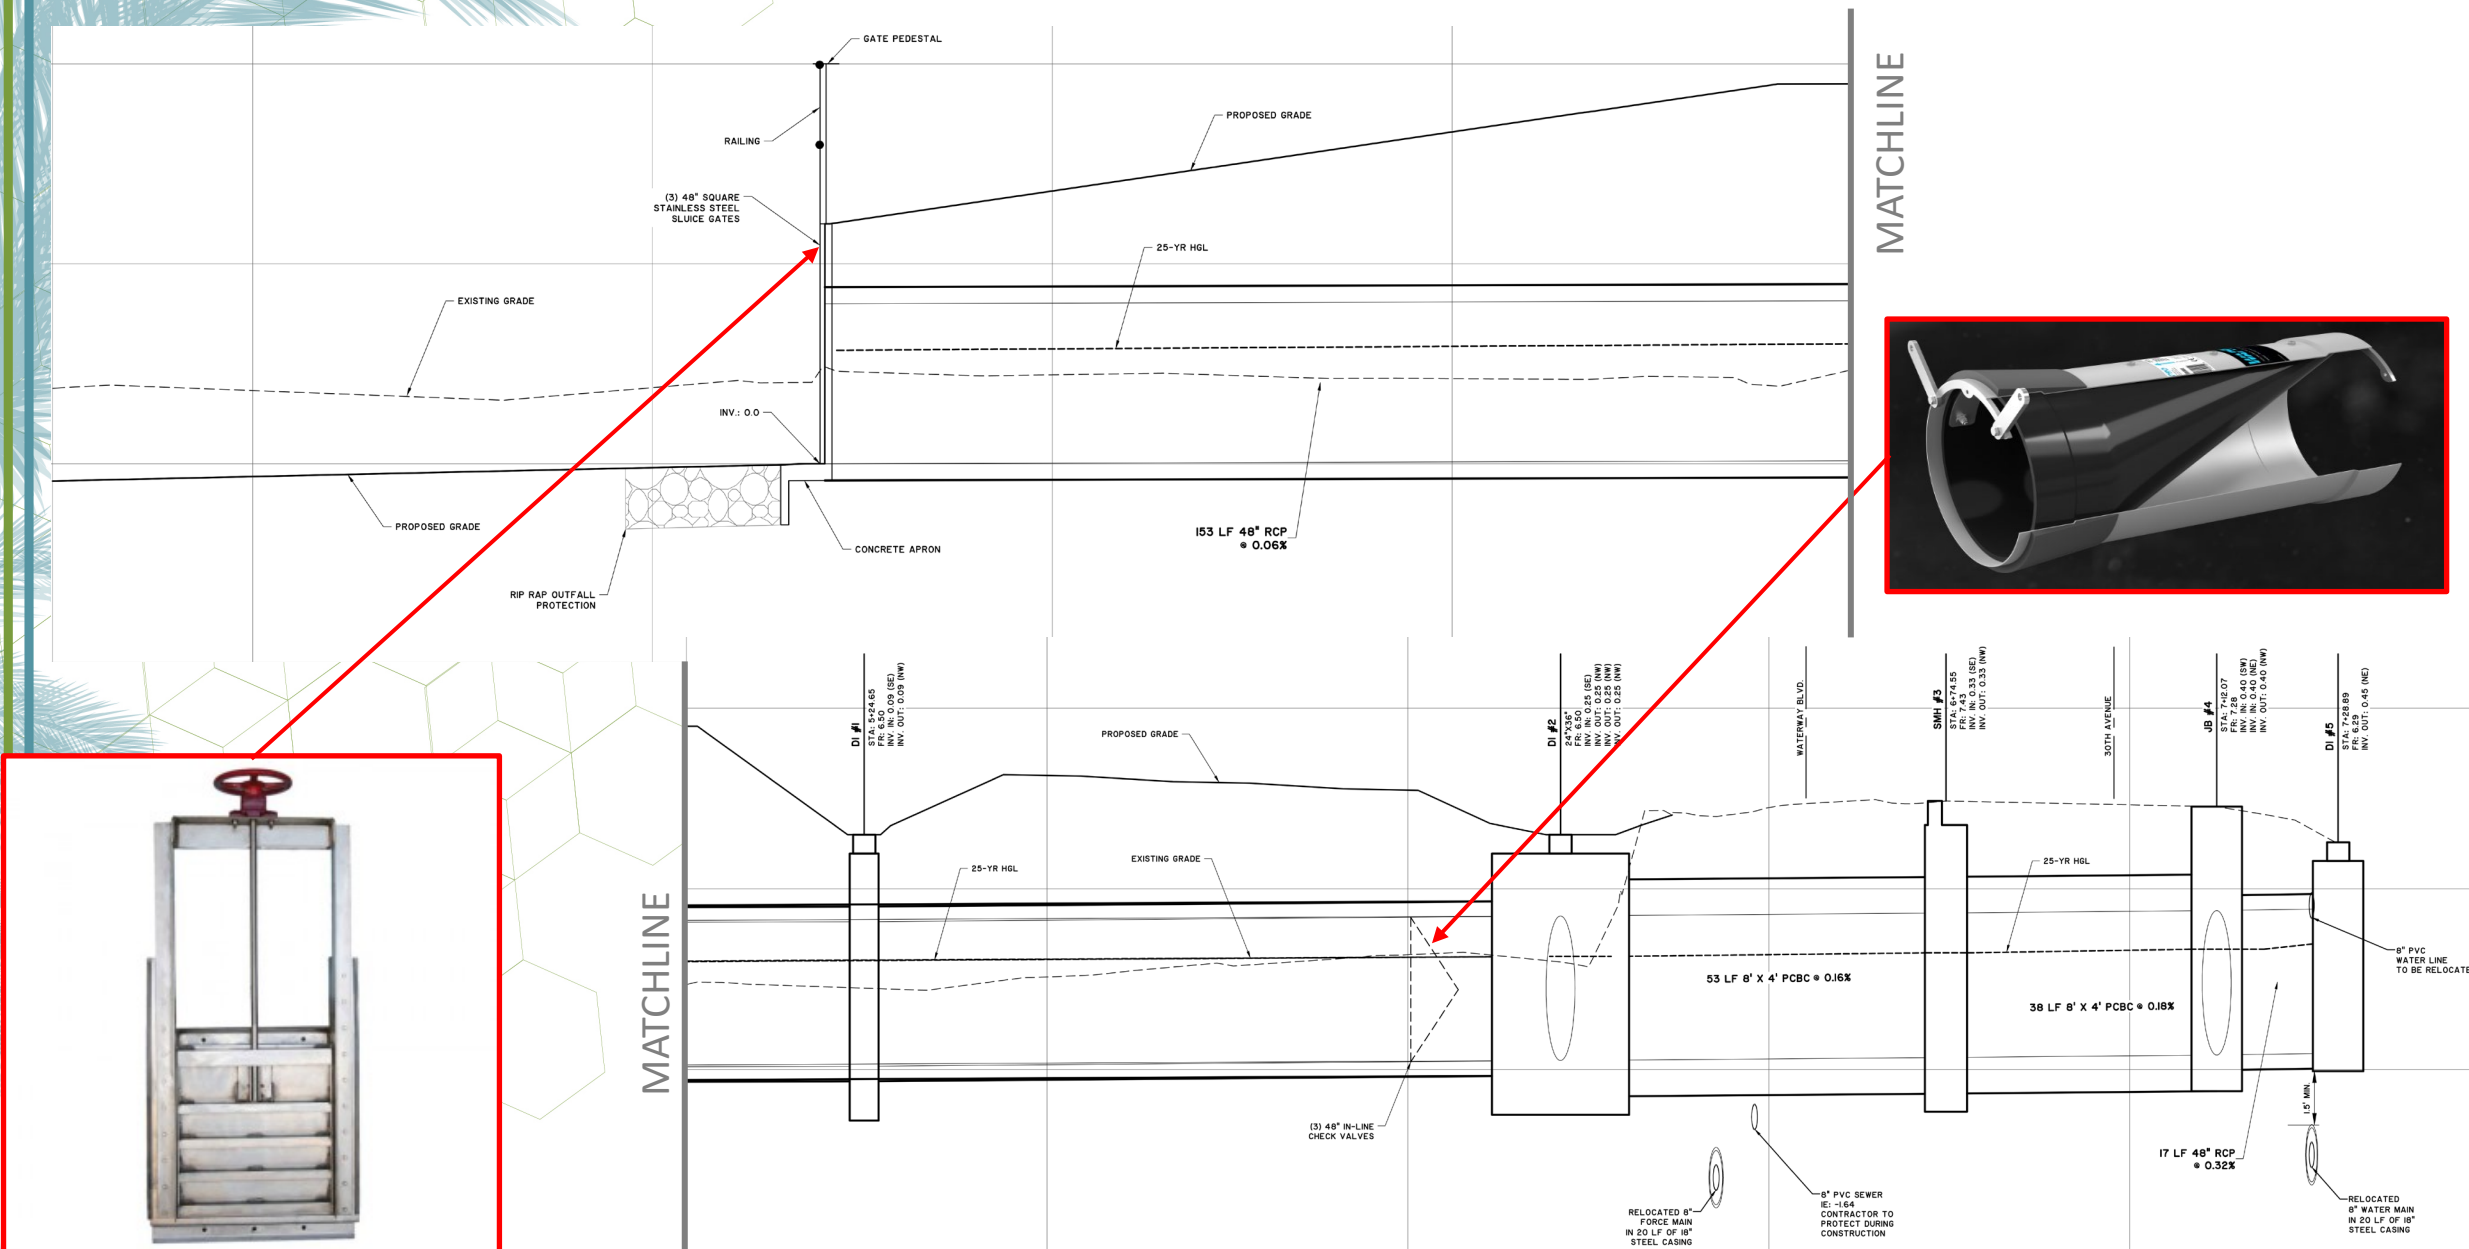 GATE PEDESTAL
PROPOSED GRADE
RAILING
(3) 48" SQUARE
STAINLESS STEEL
SLUICE GATES
25-YR HGL
EXISTING GRADE
INV.: 0.0
PROPOSED GRADE
153 LF 48" RCP
@ 0.06%
CONCRETE APRON
RIP RAP OUTFALL
PROTECTION
MATCHLINE
MATCHLINE
DI #1
STA: 5+24.65
FR: 6.50
INV. IN: 0.09 (SE)
INV. OUT: 0.09 (NW)
PROPOSED GRADE
DI #2
24"X36"
FR: 6.50
INV. IN: 0.25 (SE)
INV. OUT: 0.25 (NW)
INV. OUT: 0.25 (NW)
INV. OUT: 0.25 (NW)
WATERWAY BLVD.
SMH #3
STA: 6+74.55
FR: 7.43
INV. IN: 0.33 (SE)
INV. OUT: 0.33 (NW)
30TH AVENUE
JB #4
STA: 7+12.07
FR: 7.28
INV. IN: 0.40 (SW)
INV. IN: 0.40 (NE)
INV. OUT: 0.40 (NW)
DI #5
STA: 7+28.89
FR: 6.29
INV. OUT: 0.45 (NE)
25-YR HGL
EXISTING GRADE
25-YR HGL
8" PVC
WATER LINE
TO BE RELOCATE
53 LF 8' X 4' PCBC @ 0.16%
38 LF 8' X 4' PCBC @ 0.18%
(3) 48" IN-LINE
CHECK VALVES
1.5' MIN.
17 LF 48" RCP
@ 0.32%
8" PVC SEWER
IE: -1.64
CONTRACTOR TO
PROTECT DURING
CONSTRUCTION
RELOCATED 8"
FORCE MAIN
IN 20 LF OF 18"
STEEL CASING
RELOCATED
8" WATER MAIN
IN 20 LF OF 18"
STEEL CASING